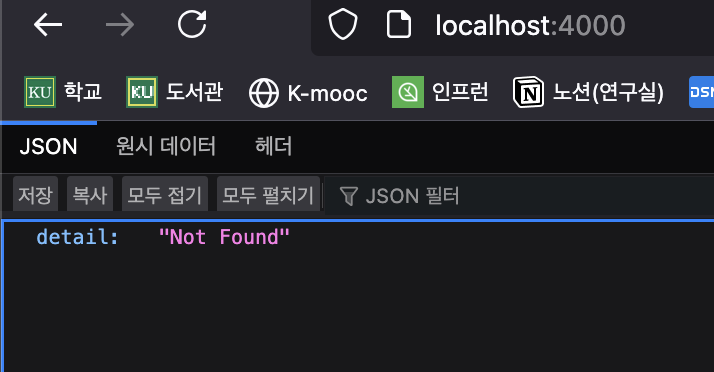 localhost:4000
KU 학교 KU 도서관 K-mooc 인프런 N 노션(연구실) DSM
JSON 원시 데이터 헤더
저장 복사 모두 접기 모두 펼치기 JSON 필터
detail: "Not Found"